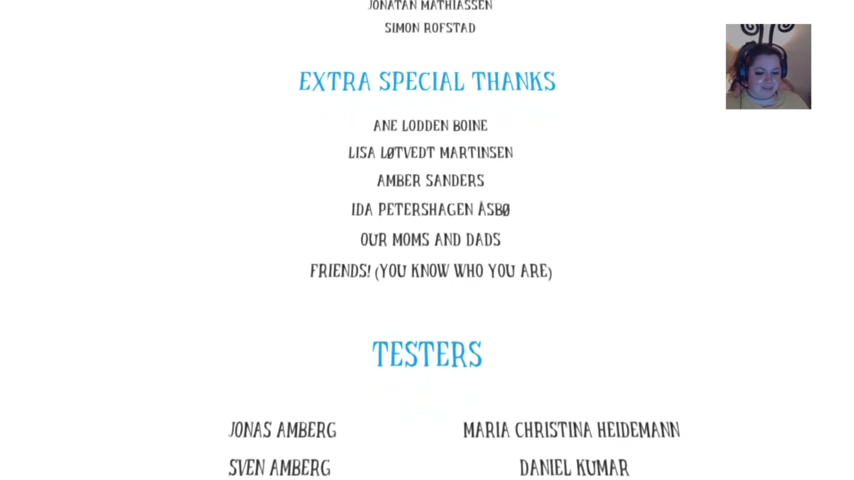 JONATAN MATHIASSEN
SIMON ROFSTAD
EXTRA SPECIAL THANKS
ANE LODDEN BOINE
LISA LØTVEDT MARTINSEN
AMBER SANDERS
IDA PETERSHAGEN ÅSBØ
OUR MOMS AND DADS
FRIENDS! (YOU KNOW WHO YOU ARE)
TESTERS
JONAS AMBERG MARIA CHRISTINA HEIDEMANN
SVEN AMBERG DANIEL KUMAR